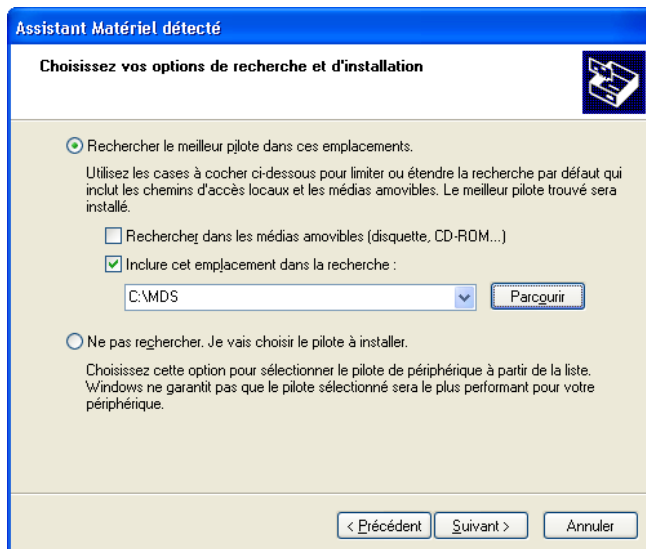 Assistant Matériel détecté
Choisissez vos options de recherche et d'installation
Rechercher le meilleur pilote dans ces emplacements.
Utilisez les cases à cocher ci-dessous pour limiter ou étendre la recherche par défaut qui
inclut les chemins d'accès locaux et les médias amovibles. Le meilleur pilote trouvé sera
installé.
Rechercher dans les médias amovibles (disquette, CD-ROM...)
Inclure cet emplacement dans la recherche :
C:\MDS
Parcourir
Ne pas rechercher. Je vais choisir le pilote à installer.
Choisissez cette option pour sélectionner le pilote de périphérique à partir de la liste.
Windows ne garantit pas que le pilote sélectionné sera le plus performant pour votre
périphérique.
< Précédent
Suivant >
Annuler